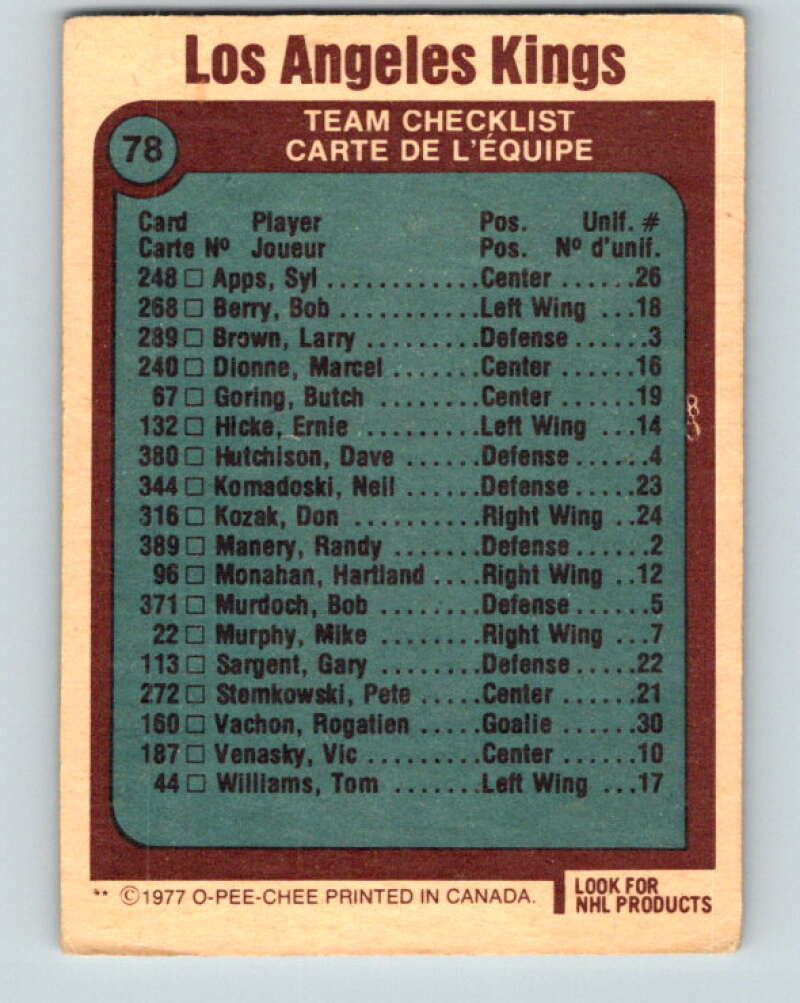 Los Angeles Kings
TEAM CHECKLIST
78
CARTE DE L'ÉQUIPE
Card Player Pos. Unif. #
Carte Nº Joueur Pos. Nº d'unif.
248 □ Apps, Syl .............Center ......26
268 □ Berry, Bob ............Left Wing ...18
289 □ Brown, Larry ..........Defense ......3
240 □ Dionne, Marcel ........Center ......16
67 □ Goring, Butch .........Center ......19
132 □ Hicke, Ernie ..........Left Wing ...14
380 □ Hutchison, Dave .......Defense ......4
344 □ Komadoski, Neil .......Defense .....23
316 □ Kozak, Don ............Right Wing ..24
389 □ Manery, Randy ........Defense ......2
96 □ Monahan, Hartland ....Right Wing ..12
371 □ Murdoch, Bob .........Defense ......5
22 □ Murphy, Mike .........Right Wing ...7
113 □ Sargent, Gary .........Defense .....22
272 □ Stemkowski, Pete .....Center ......21
160 □ Vachon, Rogatien .....Goalie ......30
187 □ Venasky, Vic ..........Center ......10
44 □ Williams, Tom ........Left Wing ...17
** ©1977 O-PEE-CHEE PRINTED IN CANADA.
LOOK FOR
NHL PRODUCTS